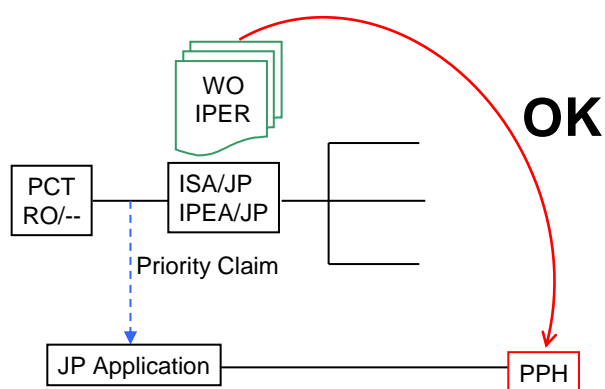 WO
IPER
OK
PCT
RO/--
ISA/JP
IPEA/JP
Priority Claim
JP Application
PPH